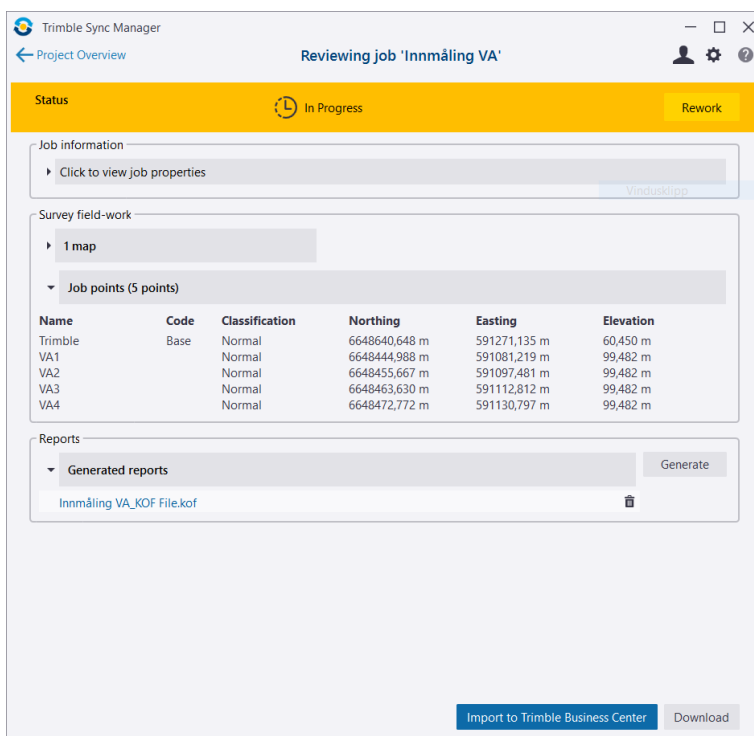 Trimble Sync Manager
Project Overview
Reviewing job 'Innmåling VA'
Status
In Progress
Rework
Job information
Click to view job properties
Vindusklipp
Survey field-work
1 map
Job points (5 points)
Name Code Classification Northing Easting Elevation
Trimble Base Normal 6648640,648 m 591271,135 m 60,450 m
VA1 Normal 6648444,988 m 591081,219 m 99,482 m
VA2 Normal 6648455,667 m 591097,481 m 99,482 m
VA3 Normal 6648463,630 m 591112,812 m 99,482 m
VA4 Normal 6648472,772 m 591130,797 m 99,482 m
Reports
Generated reports
Generate
Innmåling VA_KOF File.kof
Import to Trimble Business Center
Download